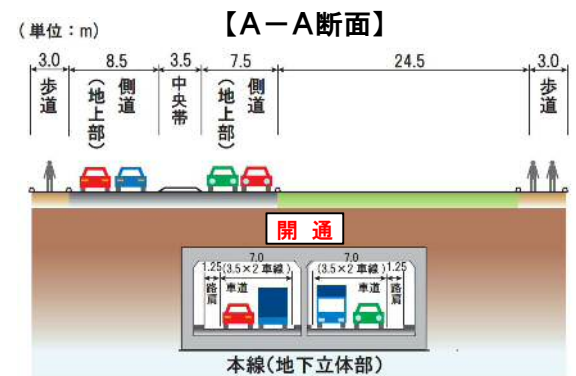 【A－A断面】
(単位：m)
3.0 8.5 3.5 7.5 24.5 3.0
歩道
側道
(地上部)
中央帯
側道
(地上部)
歩道
開 通
7.0 7.0
1.25 (3.5×2車線) (3.5×2車線) 1.25
路肩
車道
車道
路肩
本線(地下立体部)